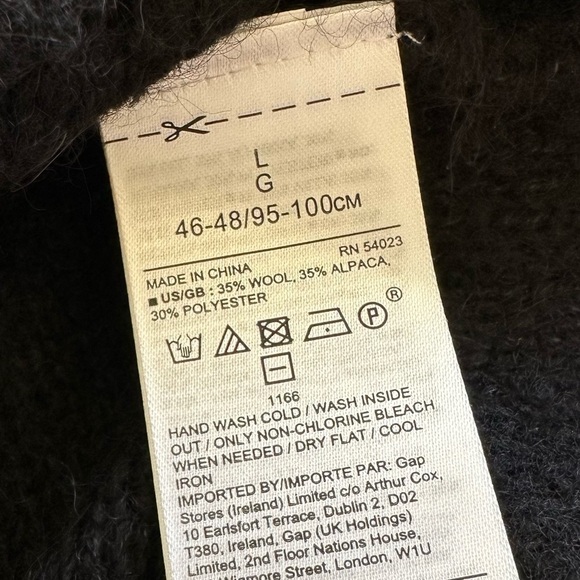 L
G
46-48/95-100CM
RN 54023
MADE IN CHINA
■ US/GB : 35% WOOL, 35% ALPACA,
30% POLYESTER
P ®
1166
HAND WASH COLD / WASH INSIDE
OUT / ONLY NON-CHLORINE BLEACH
WHEN NEEDED / DRY FLAT / COOL
IRON
IMPORTED BY/IMPORTE PAR: Gap
Stores (Ireland) Limited c/o Arthur Cox,
10 Earlsfort Terrace, Dublin 2, D02
T380, Ireland, Gap (UK Holdings)
Limited, 2nd Floor Nations House,
Wigmore Street, London, W1U